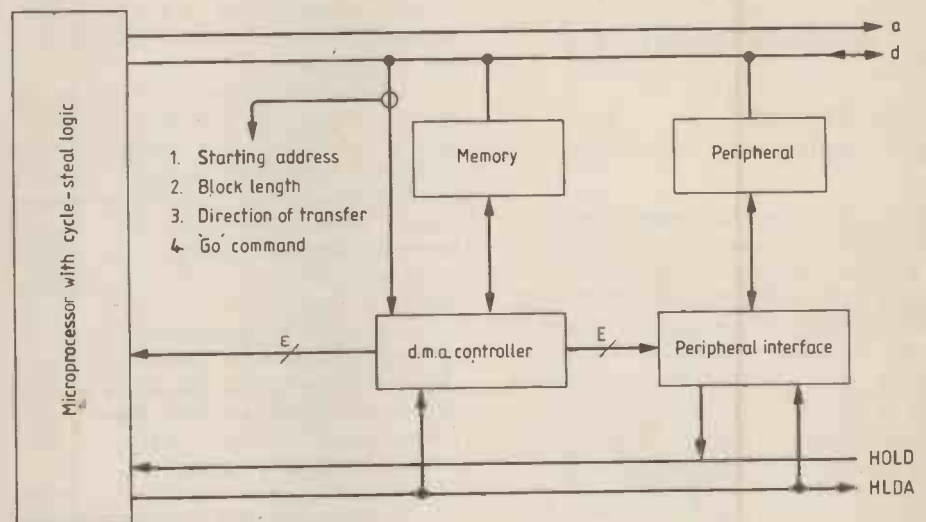 a
d
Microprocessor with cycle-steal logic
1. Starting address
2. Block length
3. Direction of transfer
4. 'Go' command
Memory
Peripheral
E
d.m.a. controller
E
Peripheral interface
HOLD
HLDA